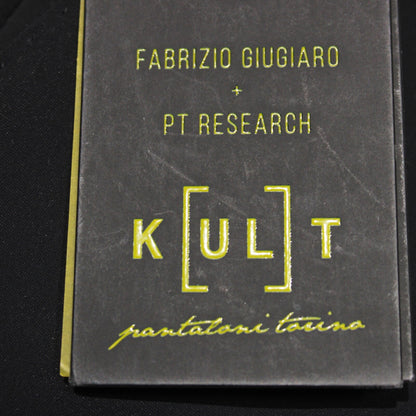 FABRIZIO GIUGIARO
+
PT RESEARCH
K[UL]T
pantaloni torino